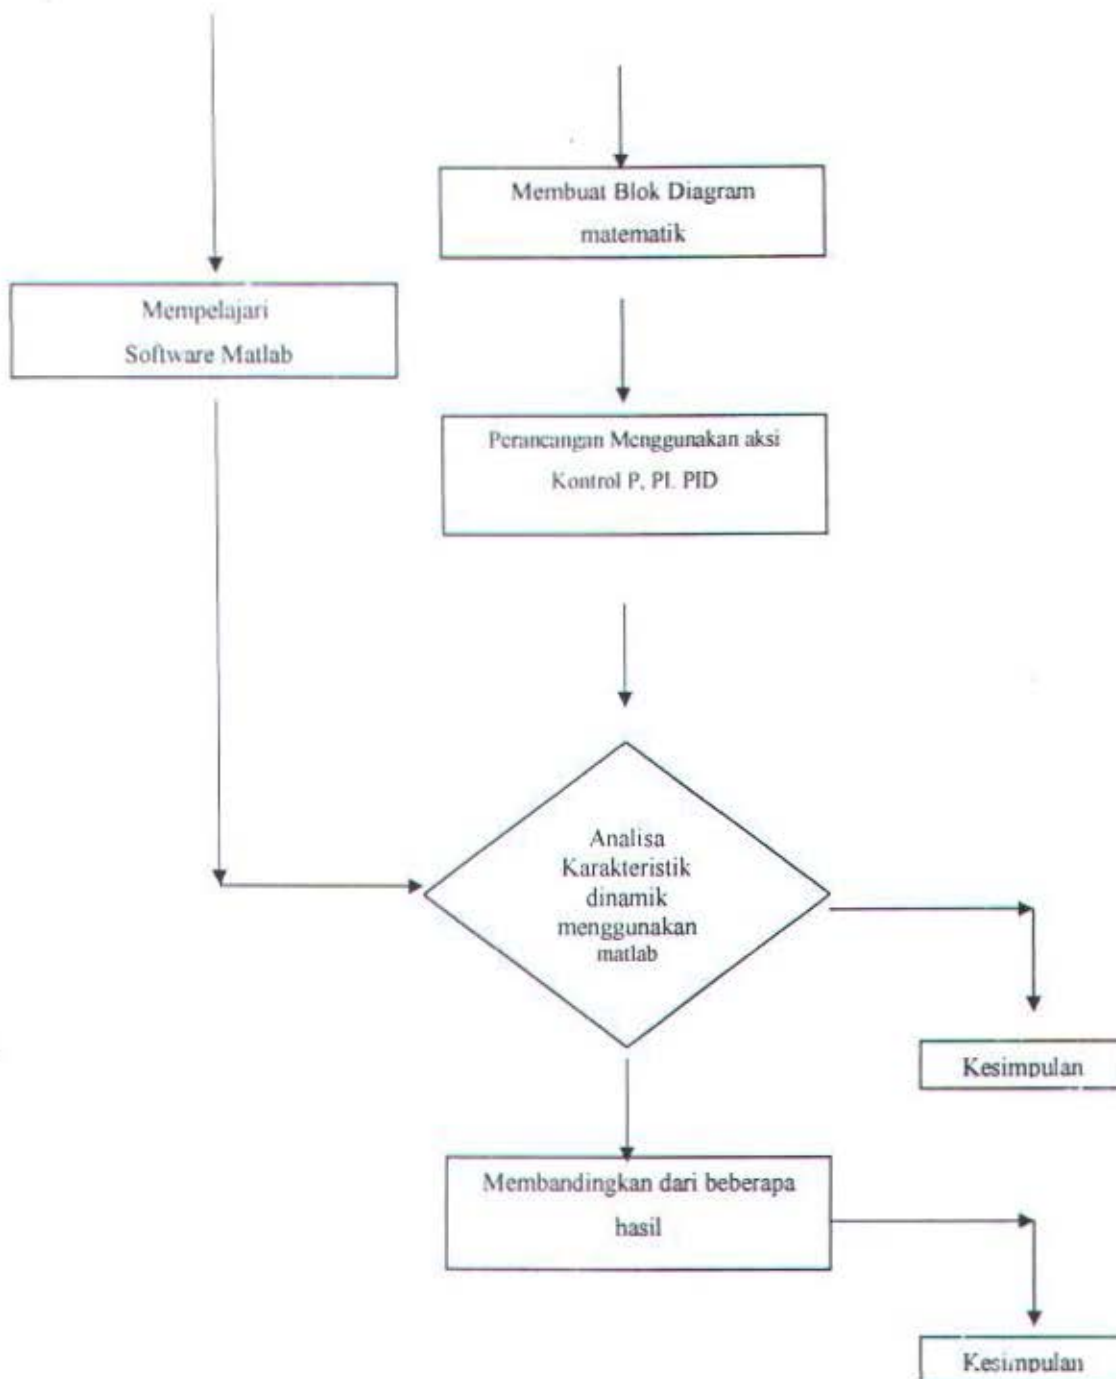 Membuat Blok Diagram
matematik
Mempelajari
Software Matlab
Perancangan Menggunakan aksi
Kontrol P, PI. PID
Analisa
Karakteristik
dinamik
menggunakan
matlab
Kesimpulan
Membandingkan dari beberapa
hasil
Kesimpulan